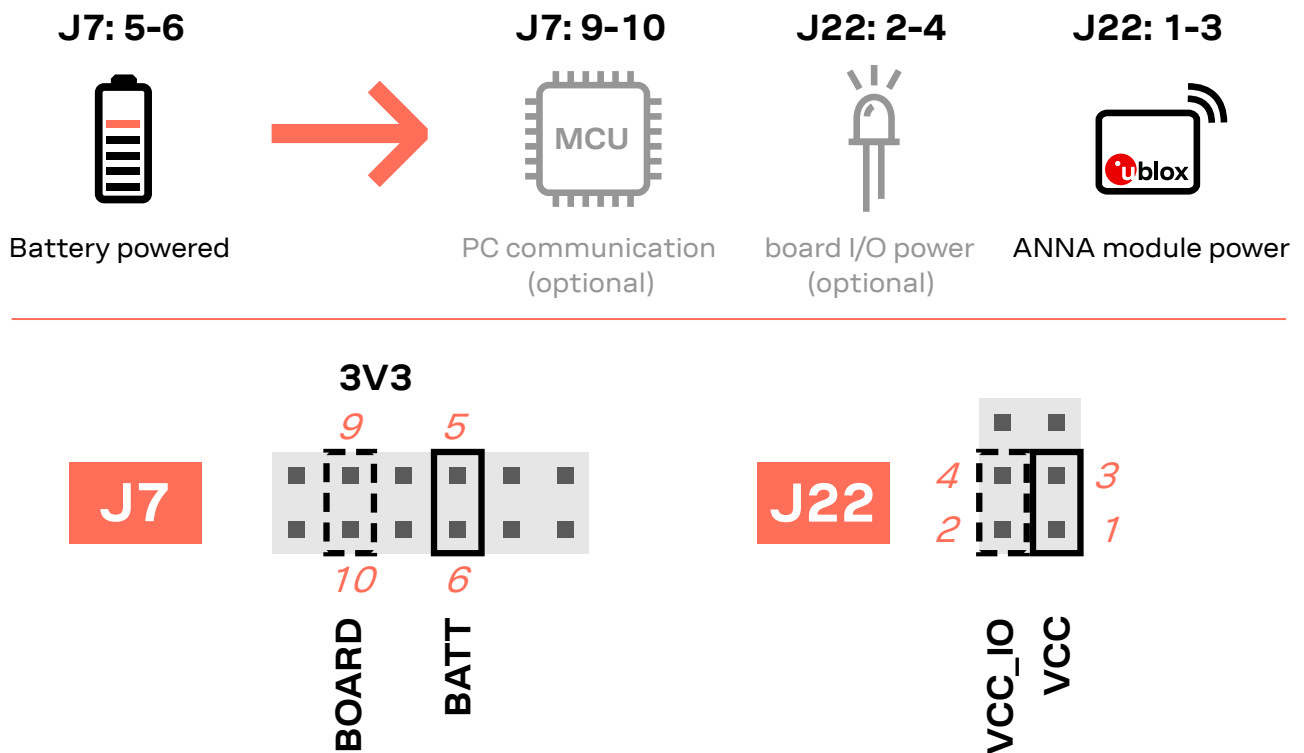 J7: 5-6
J7: 9-10
J22: 2-4
J22: 1-3
MCU
ublox
Battery powered
PC communication
(optional)
board I/O power
(optional)
ANNA module power
3V3
9
5
J7
10
6
BOARD
BATT
J22
4
3
2
1
VCC_IO
VCC